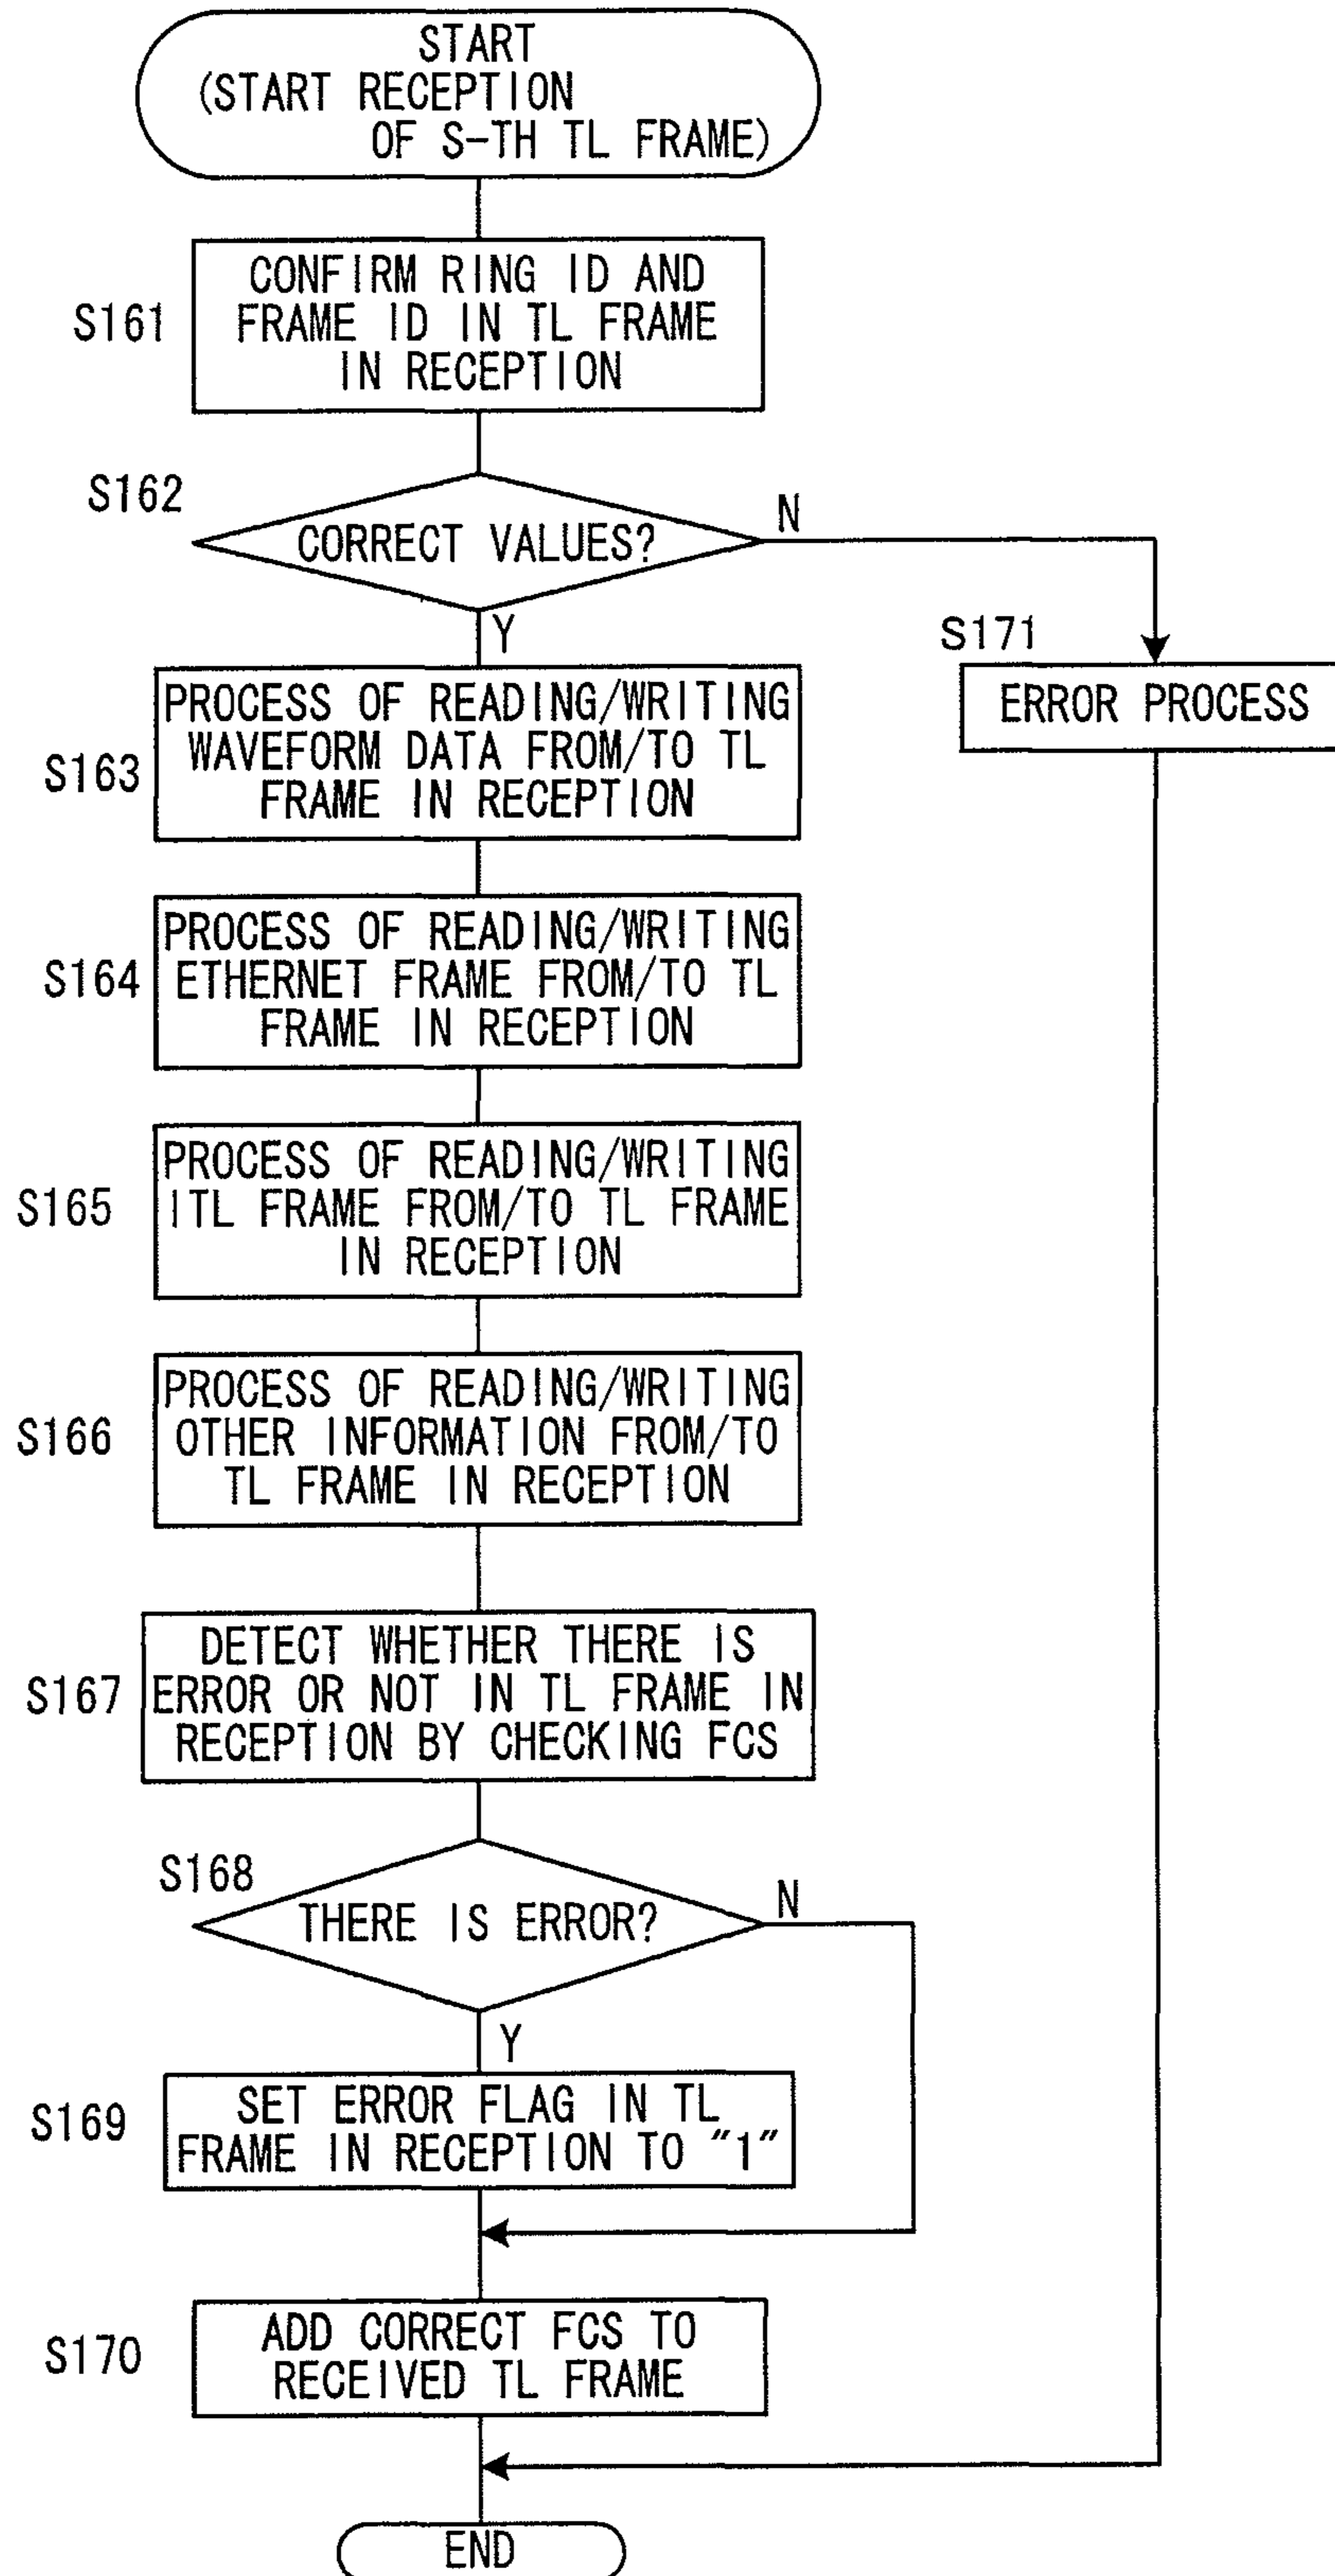 START
(START RECEPTION
OF S-TH TL FRAME)
S161
CONFIRM RING ID AND
FRAME ID IN TL FRAME
IN RECEPTION
S162
CORRECT VALUES?
N
Y
S171
ERROR PROCESS
S163
PROCESS OF READING/WRITING
WAVEFORM DATA FROM/TO TL
FRAME IN RECEPTION
S164
PROCESS OF READING/WRITING
ETHERNET FRAME FROM/TO TL
FRAME IN RECEPTION
S165
PROCESS OF READING/WRITING
ITL FRAME FROM/TO TL FRAME
IN RECEPTION
S166
PROCESS OF READING/WRITING
OTHER INFORMATION FROM/TO
TL FRAME IN RECEPTION
S167
DETECT WHETHER THERE IS
ERROR OR NOT IN TL FRAME IN
RECEPTION BY CHECKING FCS
S168
THERE IS ERROR?
N
Y
S169
SET ERROR FLAG IN TL
FRAME IN RECEPTION TO "1"
S170
ADD CORRECT FCS TO
RECEIVED TL FRAME
END